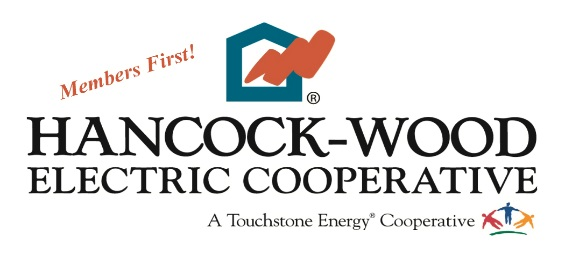 Members First!
®
HANCOCK-WOOD
ELECTRIC COOPERATIVE
A Touchstone Energy® Cooperative